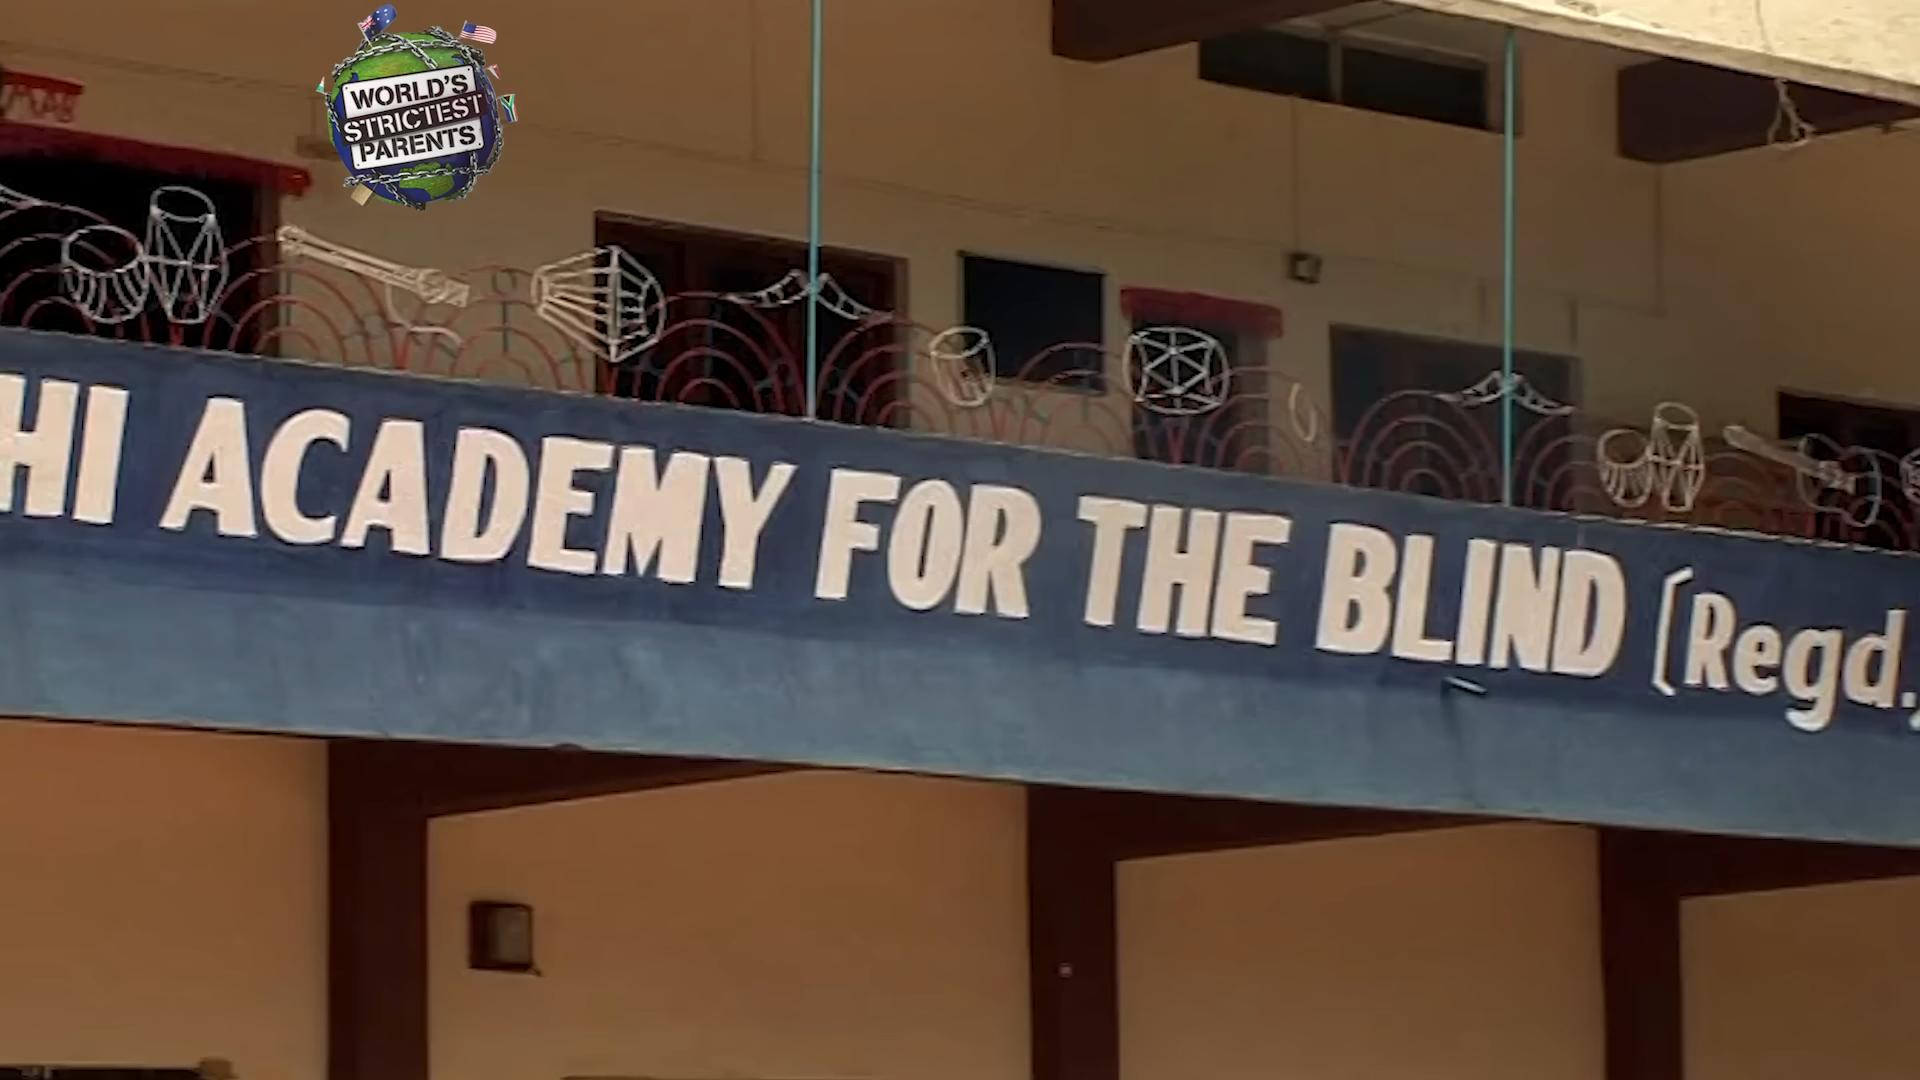 WORLD'S
STRICTEST
PARENTS
HI ACADEMY FOR THE BLIND (Regd.)